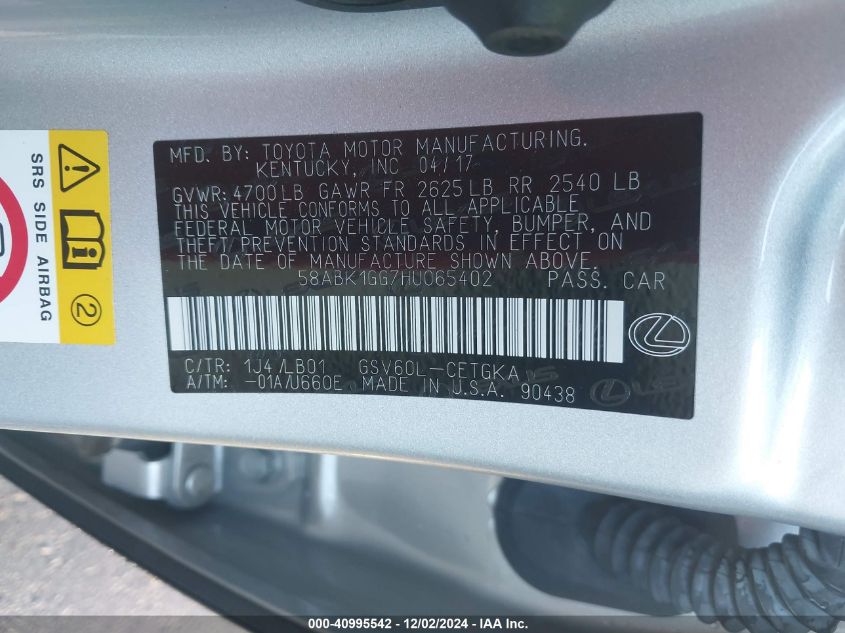 MFD. BY: TOYOTA MOTOR MANUFACTURING.
KENTUCKY, INC 04/17
GVWR: 4700LB GAWR FR 2625LB RR 2540 LB
THIS VEHICLE CONFORMS TO ALL APPLICABLE
FEDERAL MOTOR VEHICLE SAFETY, BUMPER, AND
THEFT PREVENTION STANDARDS IN EFFECT ON
THE DATE OF MANUFACTURE SHOWN ABOVE.
58ABK1GG7HU065402 PASS. CAR
C/TR: 1J4 /LB01 GSV60L-CETGKA
A/TM: -01A/U660E MADE IN U.S.A. 90438
LEXUS
SRS SIDE AIRBAG
2
000-40995542 - 12/02/2024 - IAA Inc.